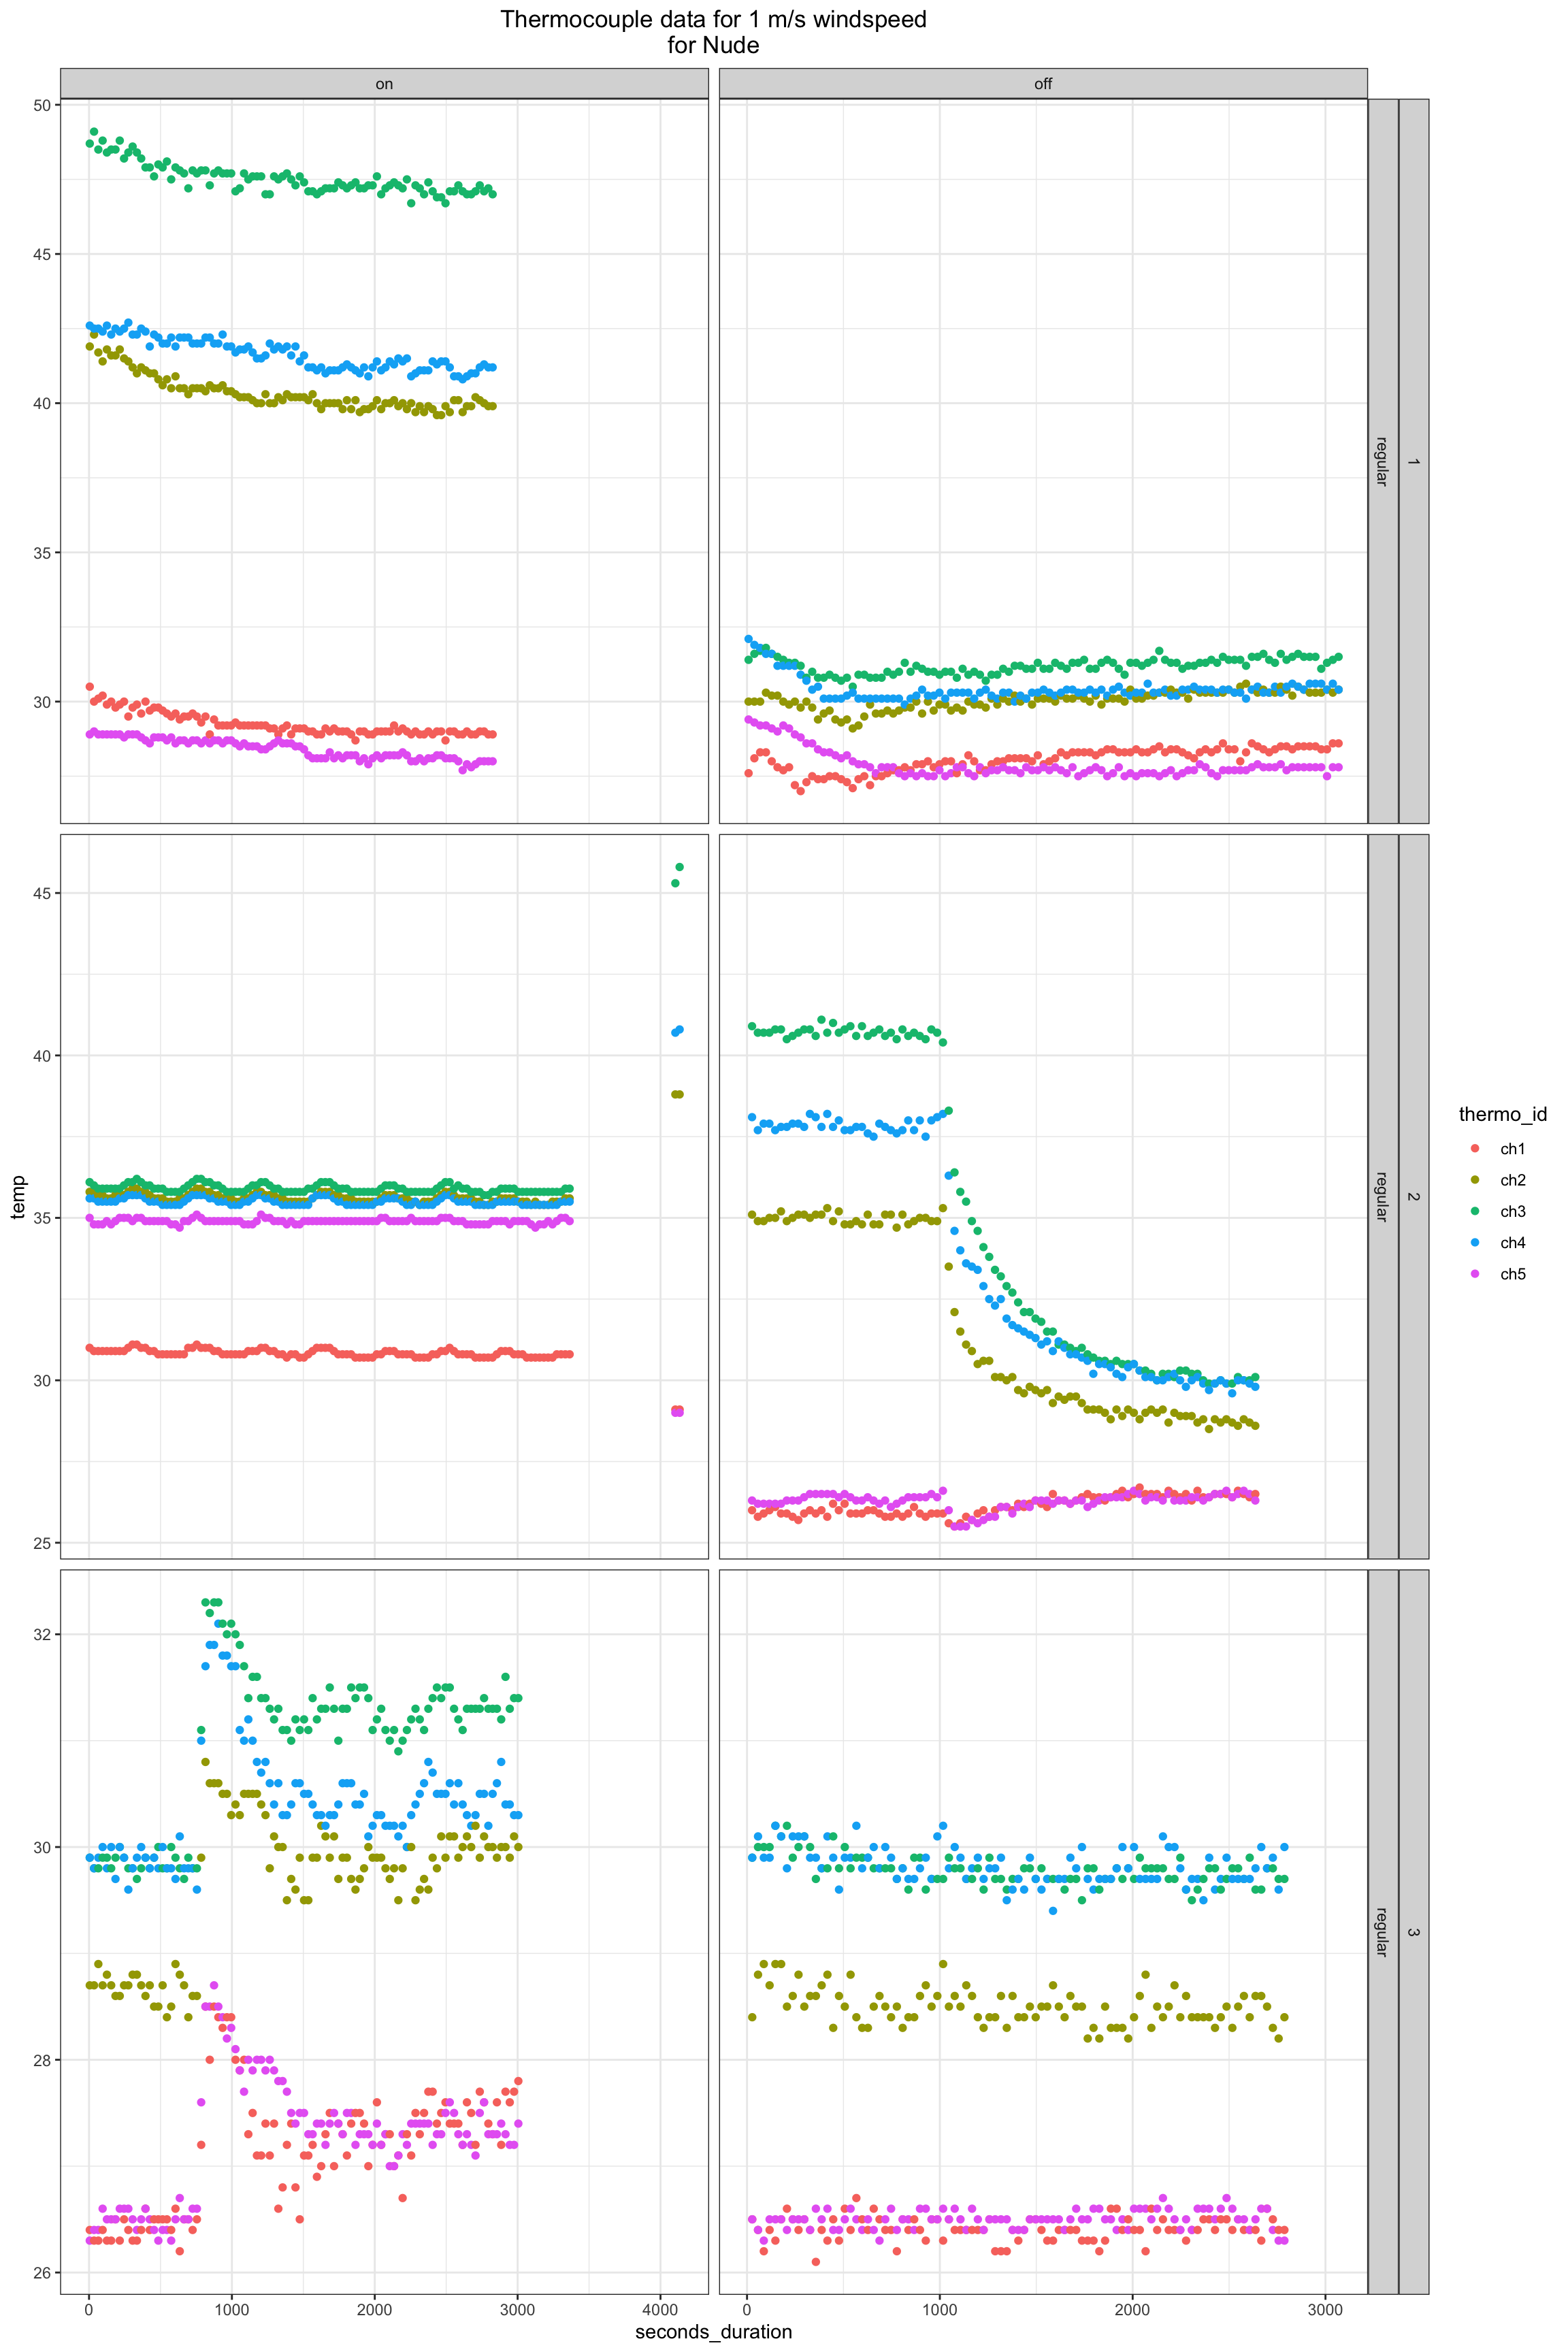 Thermocouple data for 1 m/s windspeed
for Nude
on
off
50
45
40
35
30
regular
1
temp
45
40
35
30
25
regular
2
32
30
28
26
regular
3
0
1000
2000
3000
4000
0
1000
2000
3000
seconds_duration
thermo_id
ch1
ch2
ch3
ch4
ch5